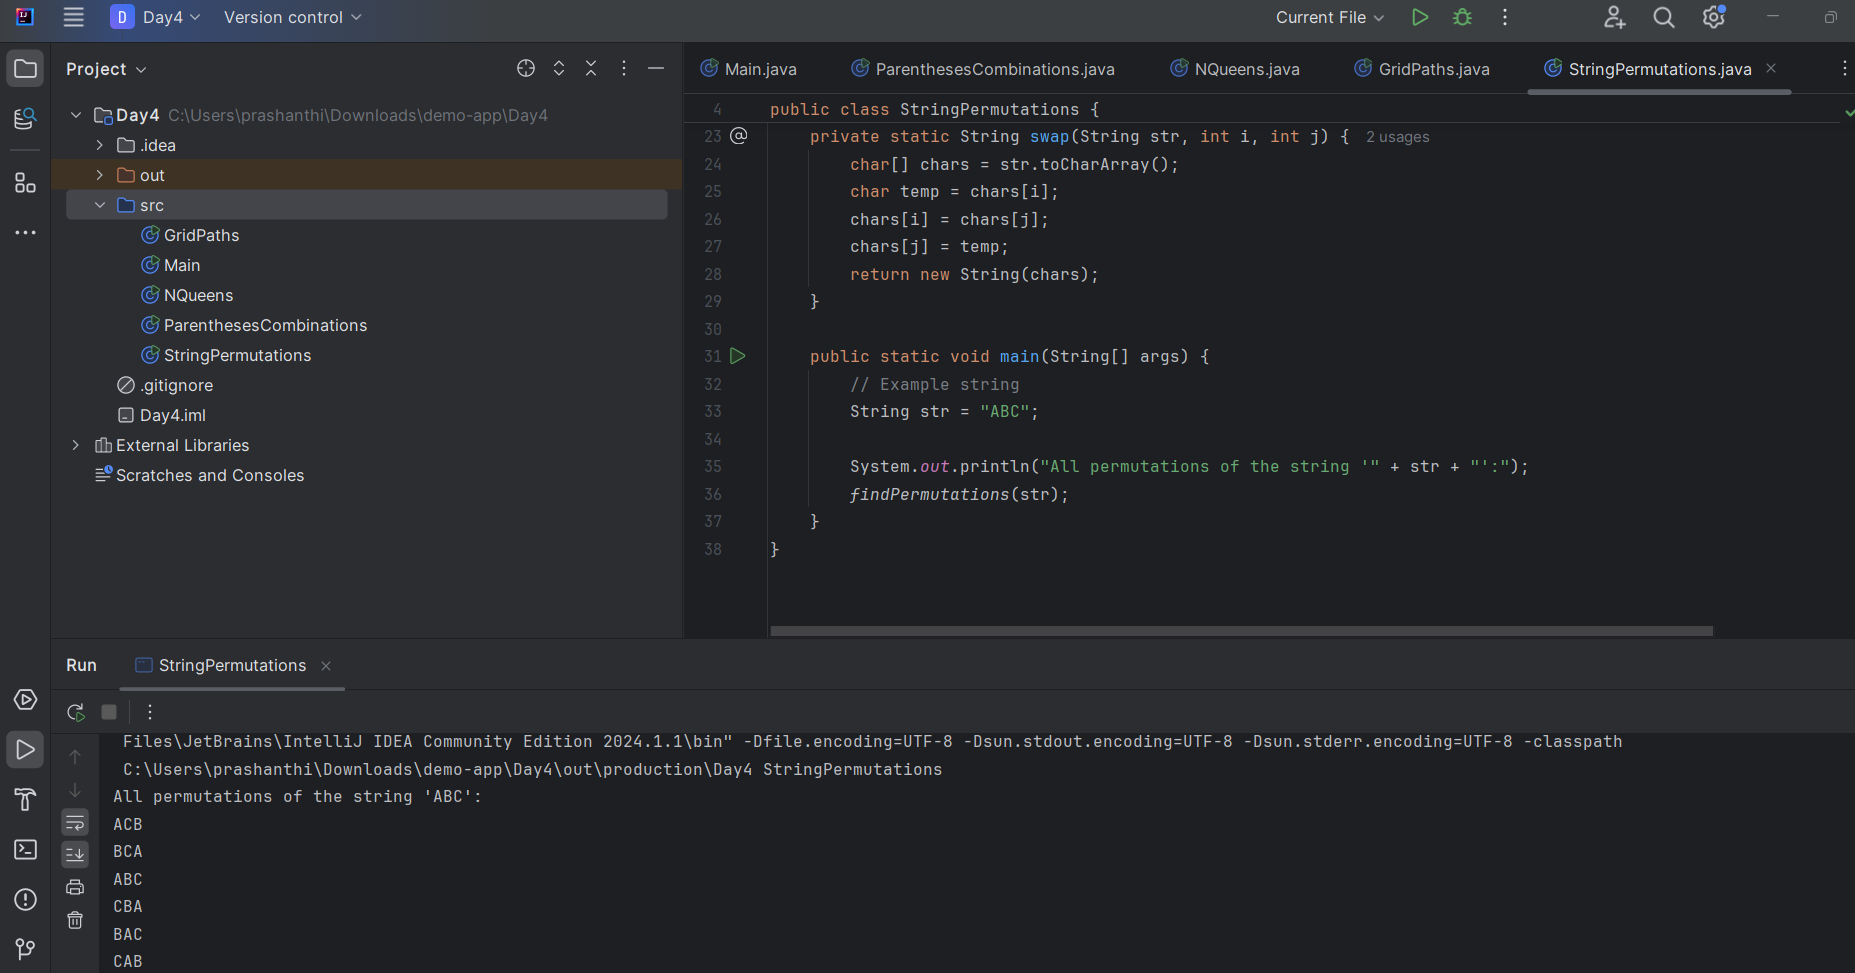 D Day4 Version control Current File
Project
Day4 C:\Users\prashanthi\Downloads\demo-app\Day4
.idea
out
src
GridPaths
Main
NQueens
ParenthesesCombinations
StringPermutations
.gitignore
Day4.iml
External Libraries
Scratches and Consoles
Main.java ParenthesesCombinations.java NQueens.java GridPaths.java StringPermutations.java
4 public class StringPermutations {
23 @ private static String swap(String str, int i, int j) { 2 usages
24 char[] chars = str.toCharArray();
25 char temp = chars[i];
26 chars[i] = chars[j];
27 chars[j] = temp;
28 return new String(chars);
29 }
30
31 public static void main(String[] args) {
32 // Example string
33 String str = "ABC";
34
35 System.out.println("All permutations of the string '" + str + "':");
36 findPermutations(str);
37 }
38 }
Run StringPermutations
Files\JetBrains\IntelliJ IDEA Community Edition 2024.1.1\bin" -Dfile.encoding=UTF-8 -Dsun.stdout.encoding=UTF-8 -Dsun.stderr.encoding=UTF-8 -classpath
C:\Users\prashanthi\Downloads\demo-app\Day4\out\production\Day4 StringPermutations
All permutations of the string 'ABC':
ACB
BCA
ABC
CBA
BAC
CAB